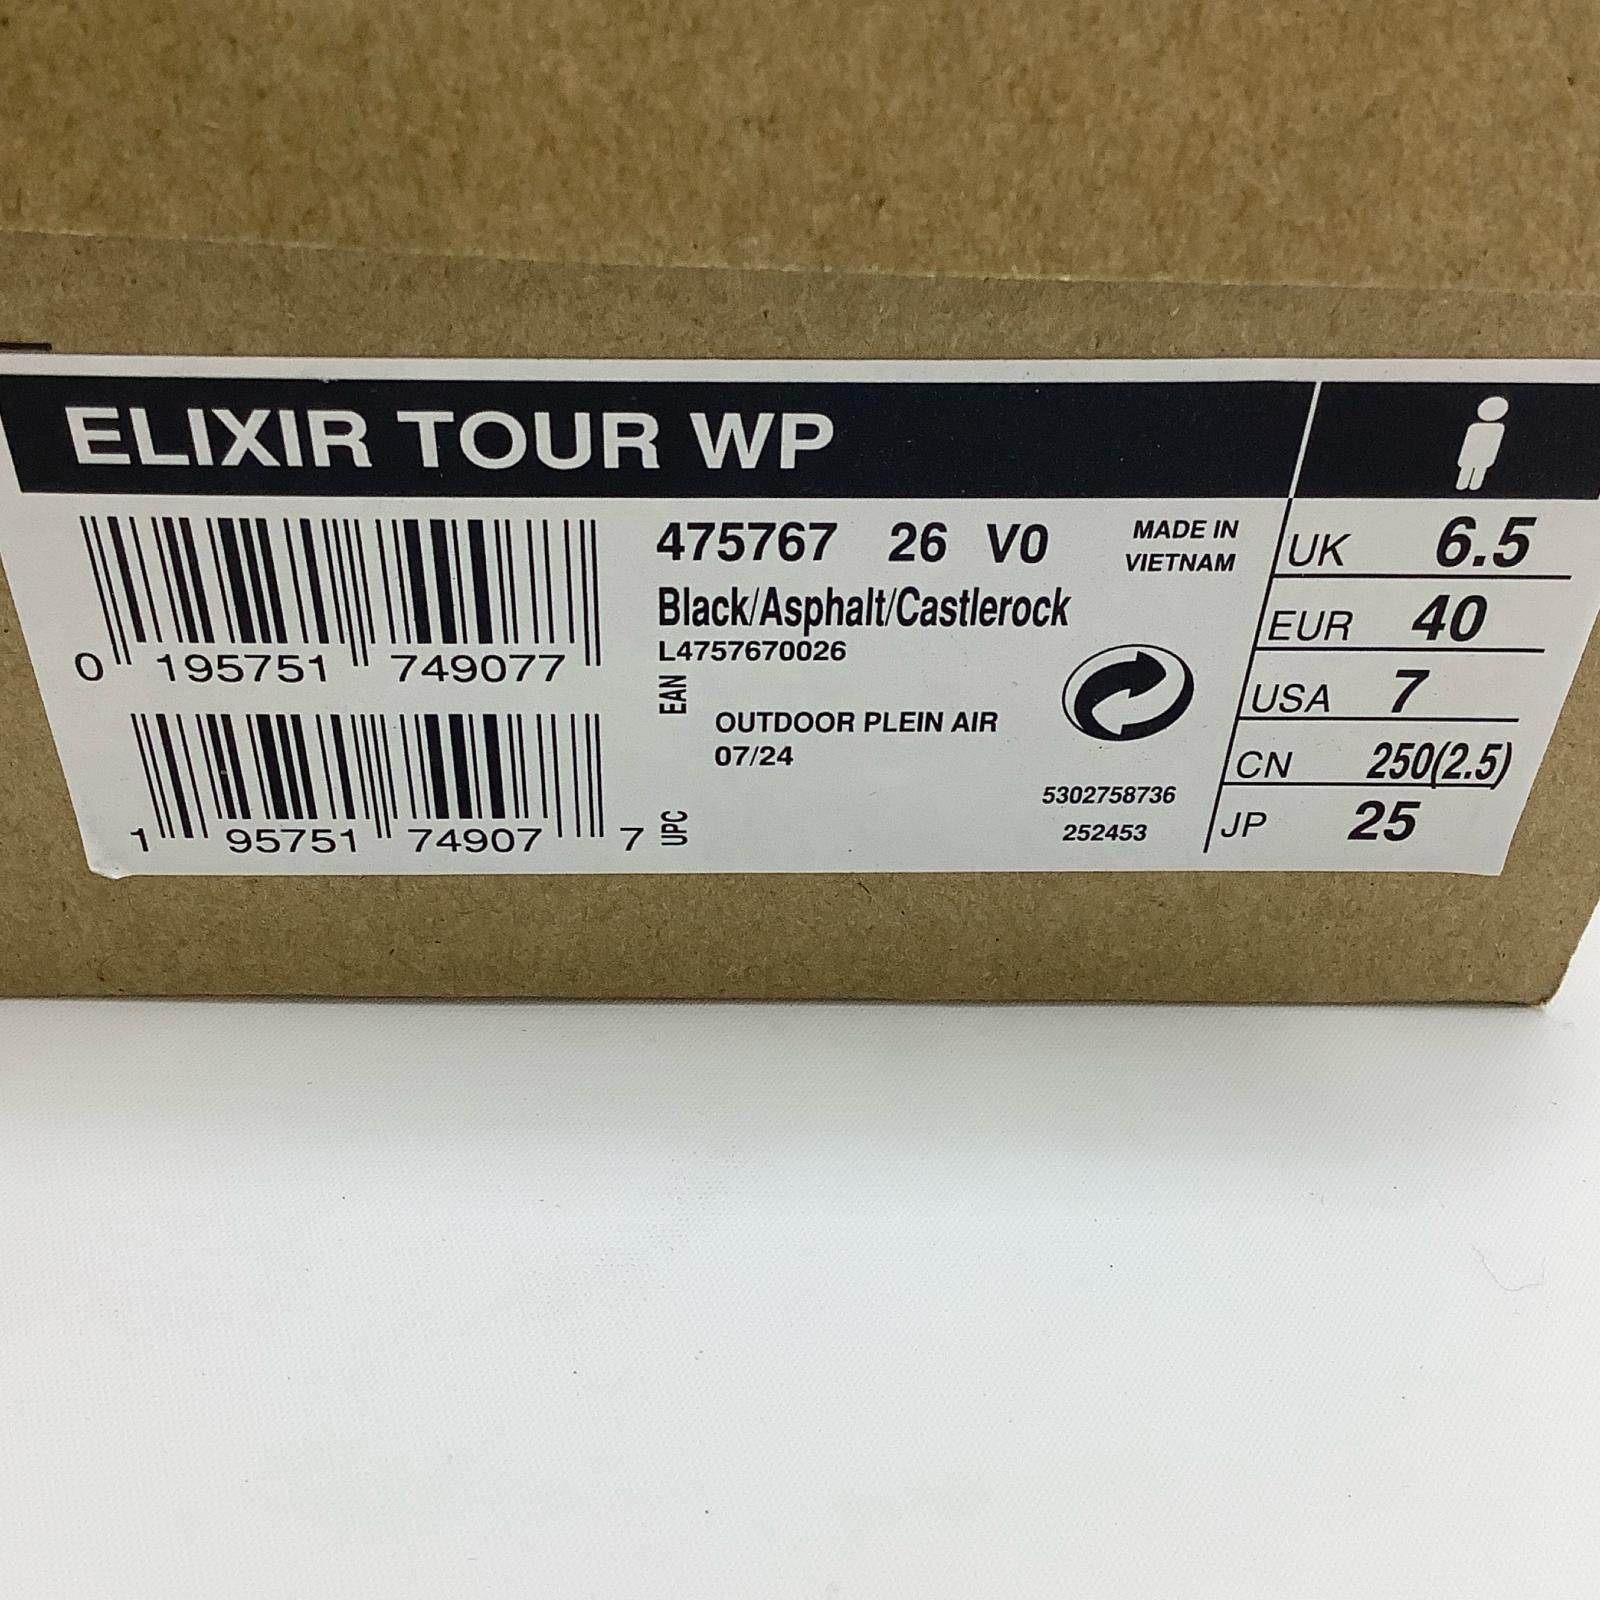 ELIXIR TOUR WP
0 195751 749077
EAN
1 95751 74907 7
UPC
475767 26 V0
Black/Asphalt/Castlerock
L4757670026
OUTDOOR PLEIN AIR
07/24
MADE IN
VIETNAM
5302758736
252453
UK 6.5
EUR 40
USA 7
CN 250(2.5)
JP 25